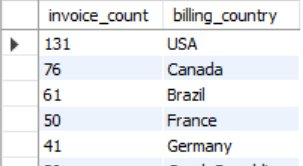 invoice_count billing_country
131 USA
76 Canada
61 Brazil
50 France
41 Germany